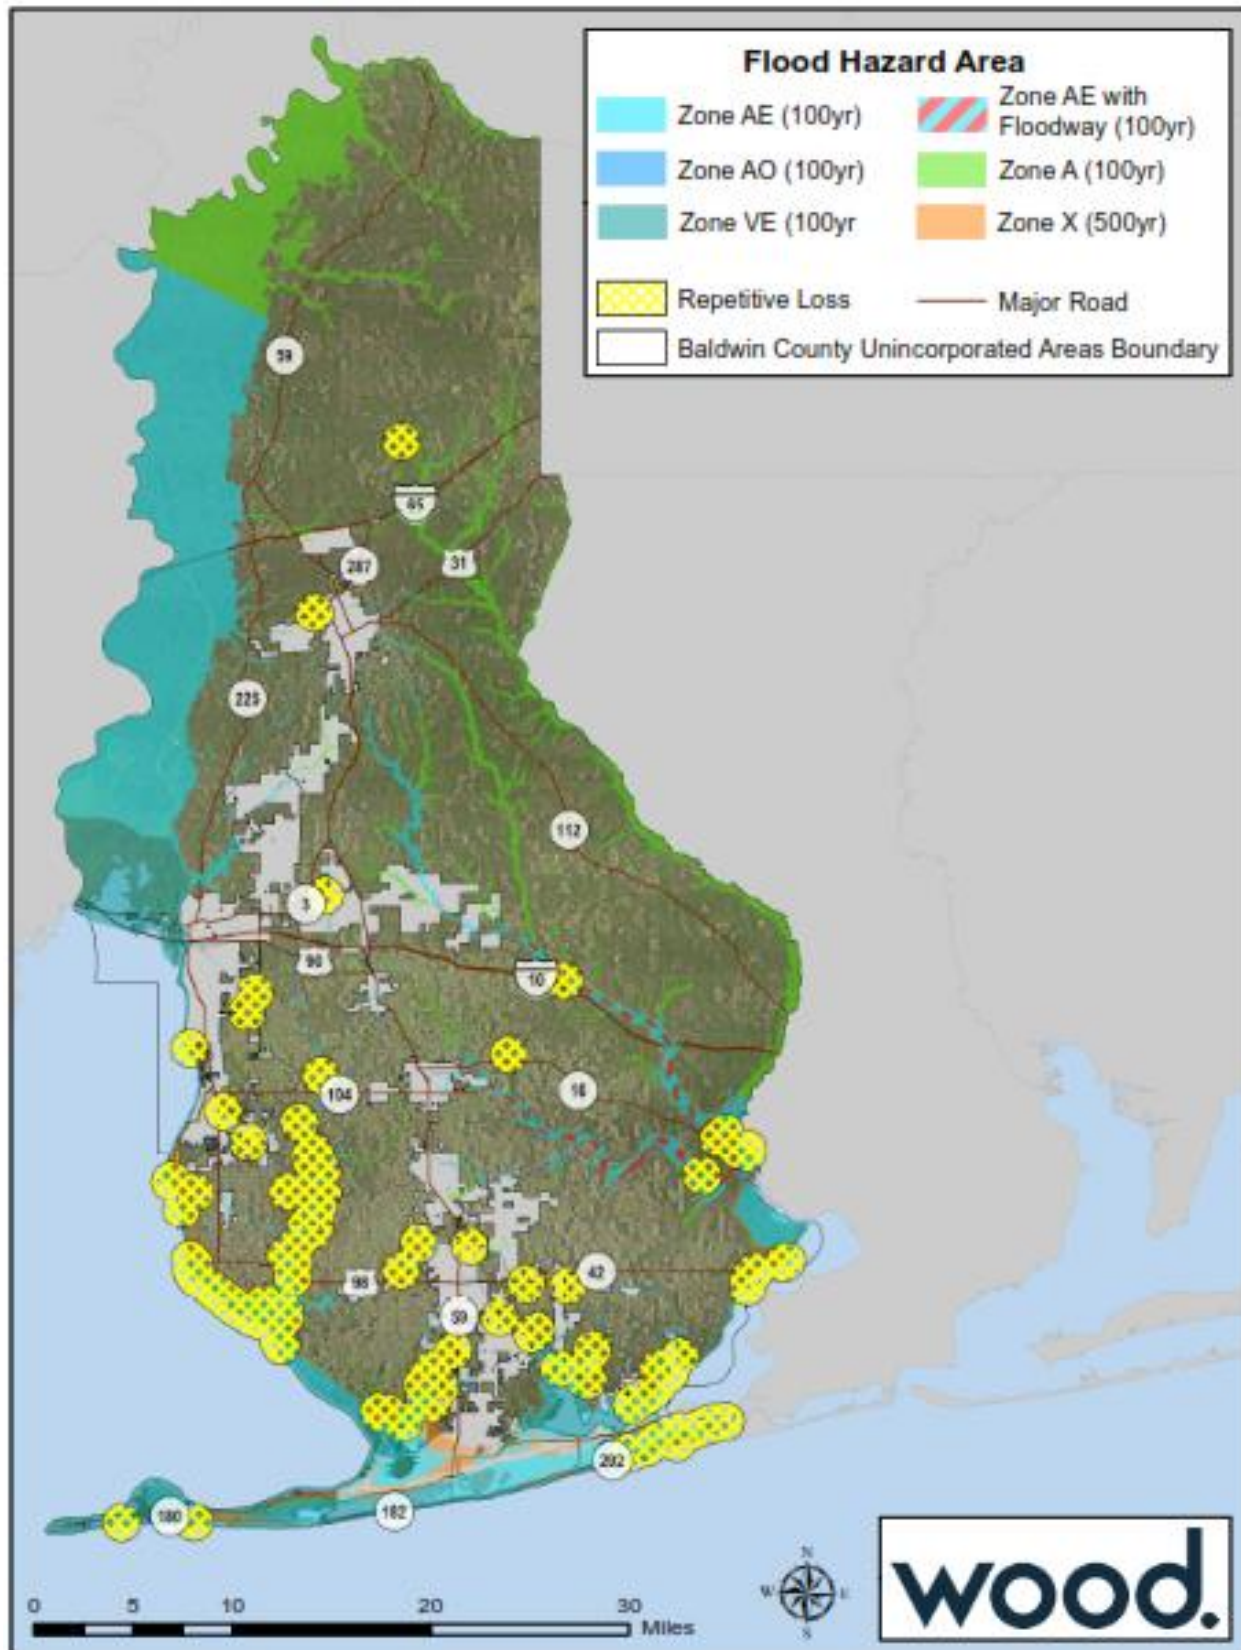 Flood Hazard Area
Zone AE (100yr)
Zone AE with
Floodway (100yr)
Zone AO (100yr)
Zone A (100yr)
Zone VE (100yr
Zone X (500yr)
Repetitive Loss
Major Road
Baldwin County Unincorporated Areas Boundary
59
65
31
287
225
112
3
90
10
104
16
98
42
59
292
180
182
N
W
E
S
0
5
10
20
30
Miles
wood.